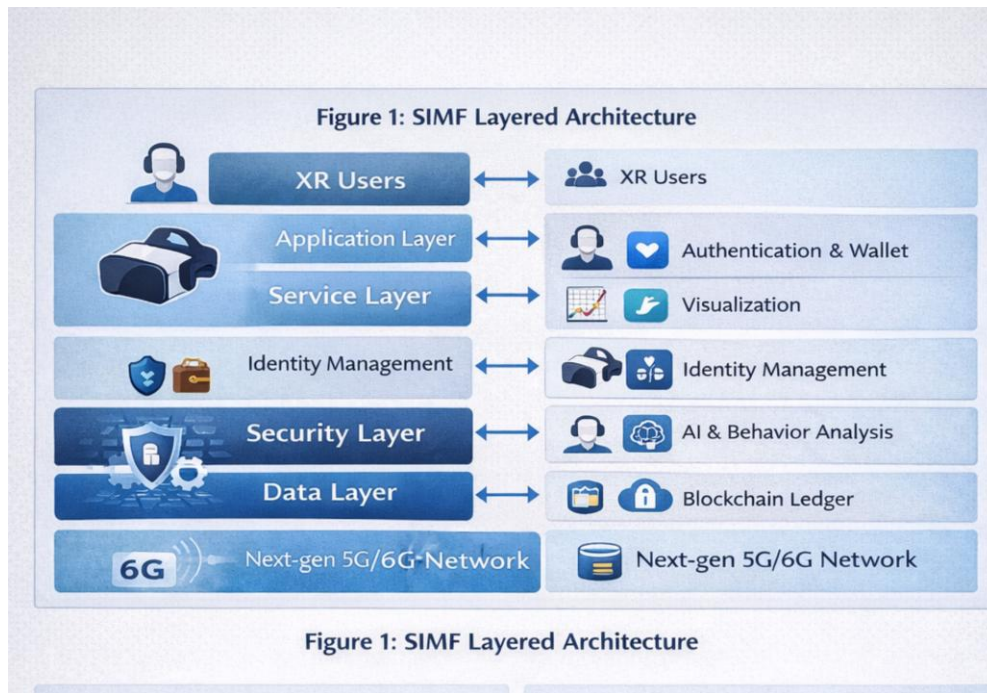 Figure 1: SIMF Layered Architecture
XR Users
XR Users
Application Layer
Authentication & Wallet
Service Layer
Visualization
Identity Management
Identity Management
Security Layer
AI & Behavior Analysis
Data Layer
Blockchain Ledger
6G
Next-gen 5G/6G-Network
Next-gen 5G/6G Network
Figure 1: SIMF Layered Architecture